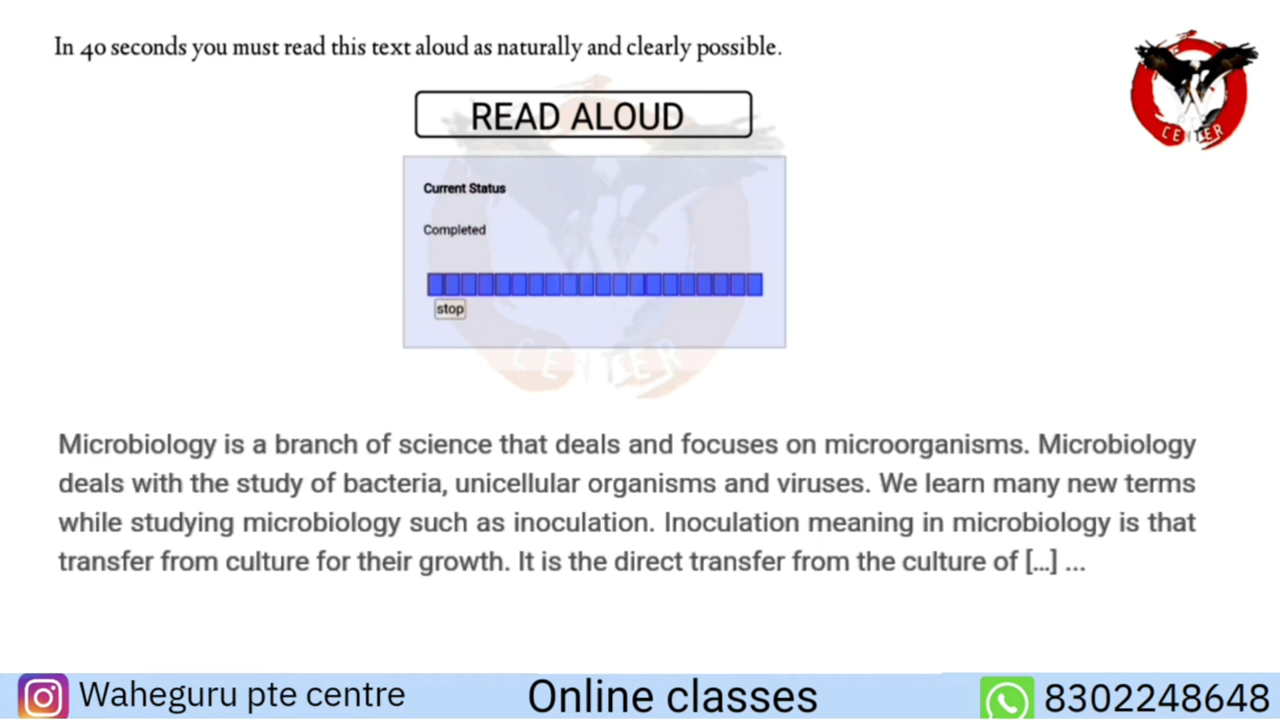 In 40 seconds you must read this text aloud as naturally and clearly possible.
CENTER
READ ALOUD
Current Status
Completed
stop
CENTER
Microbiology is a branch of science that deals and focuses on microorganisms. Microbiology
deals with the study of bacteria, unicellular organisms and viruses. We learn many new terms
while studying microbiology such as inoculation. Inoculation meaning in microbiology is that
transfer from culture for their growth. It is the direct transfer from the culture of [...] ...
Waheguru pte centre
Online classes
8302248648